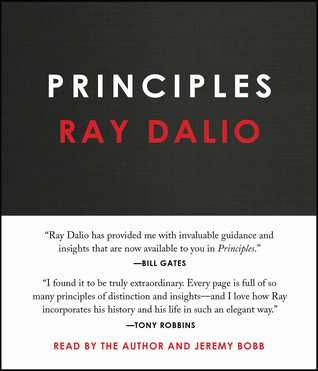 PRINCIPLES
RAY DALIO
“Ray Dalio has provided me with invaluable guidance and
insights that are now available to you in Principles.”
—BILL GATES
“I found it to be truly extraordinary. Every page is full of so
many principles of distinction and insights—and I love how Ray
incorporates his history and his life in such an elegant way.”
—TONY ROBBINS
READ BY THE AUTHOR AND JEREMY BOBB